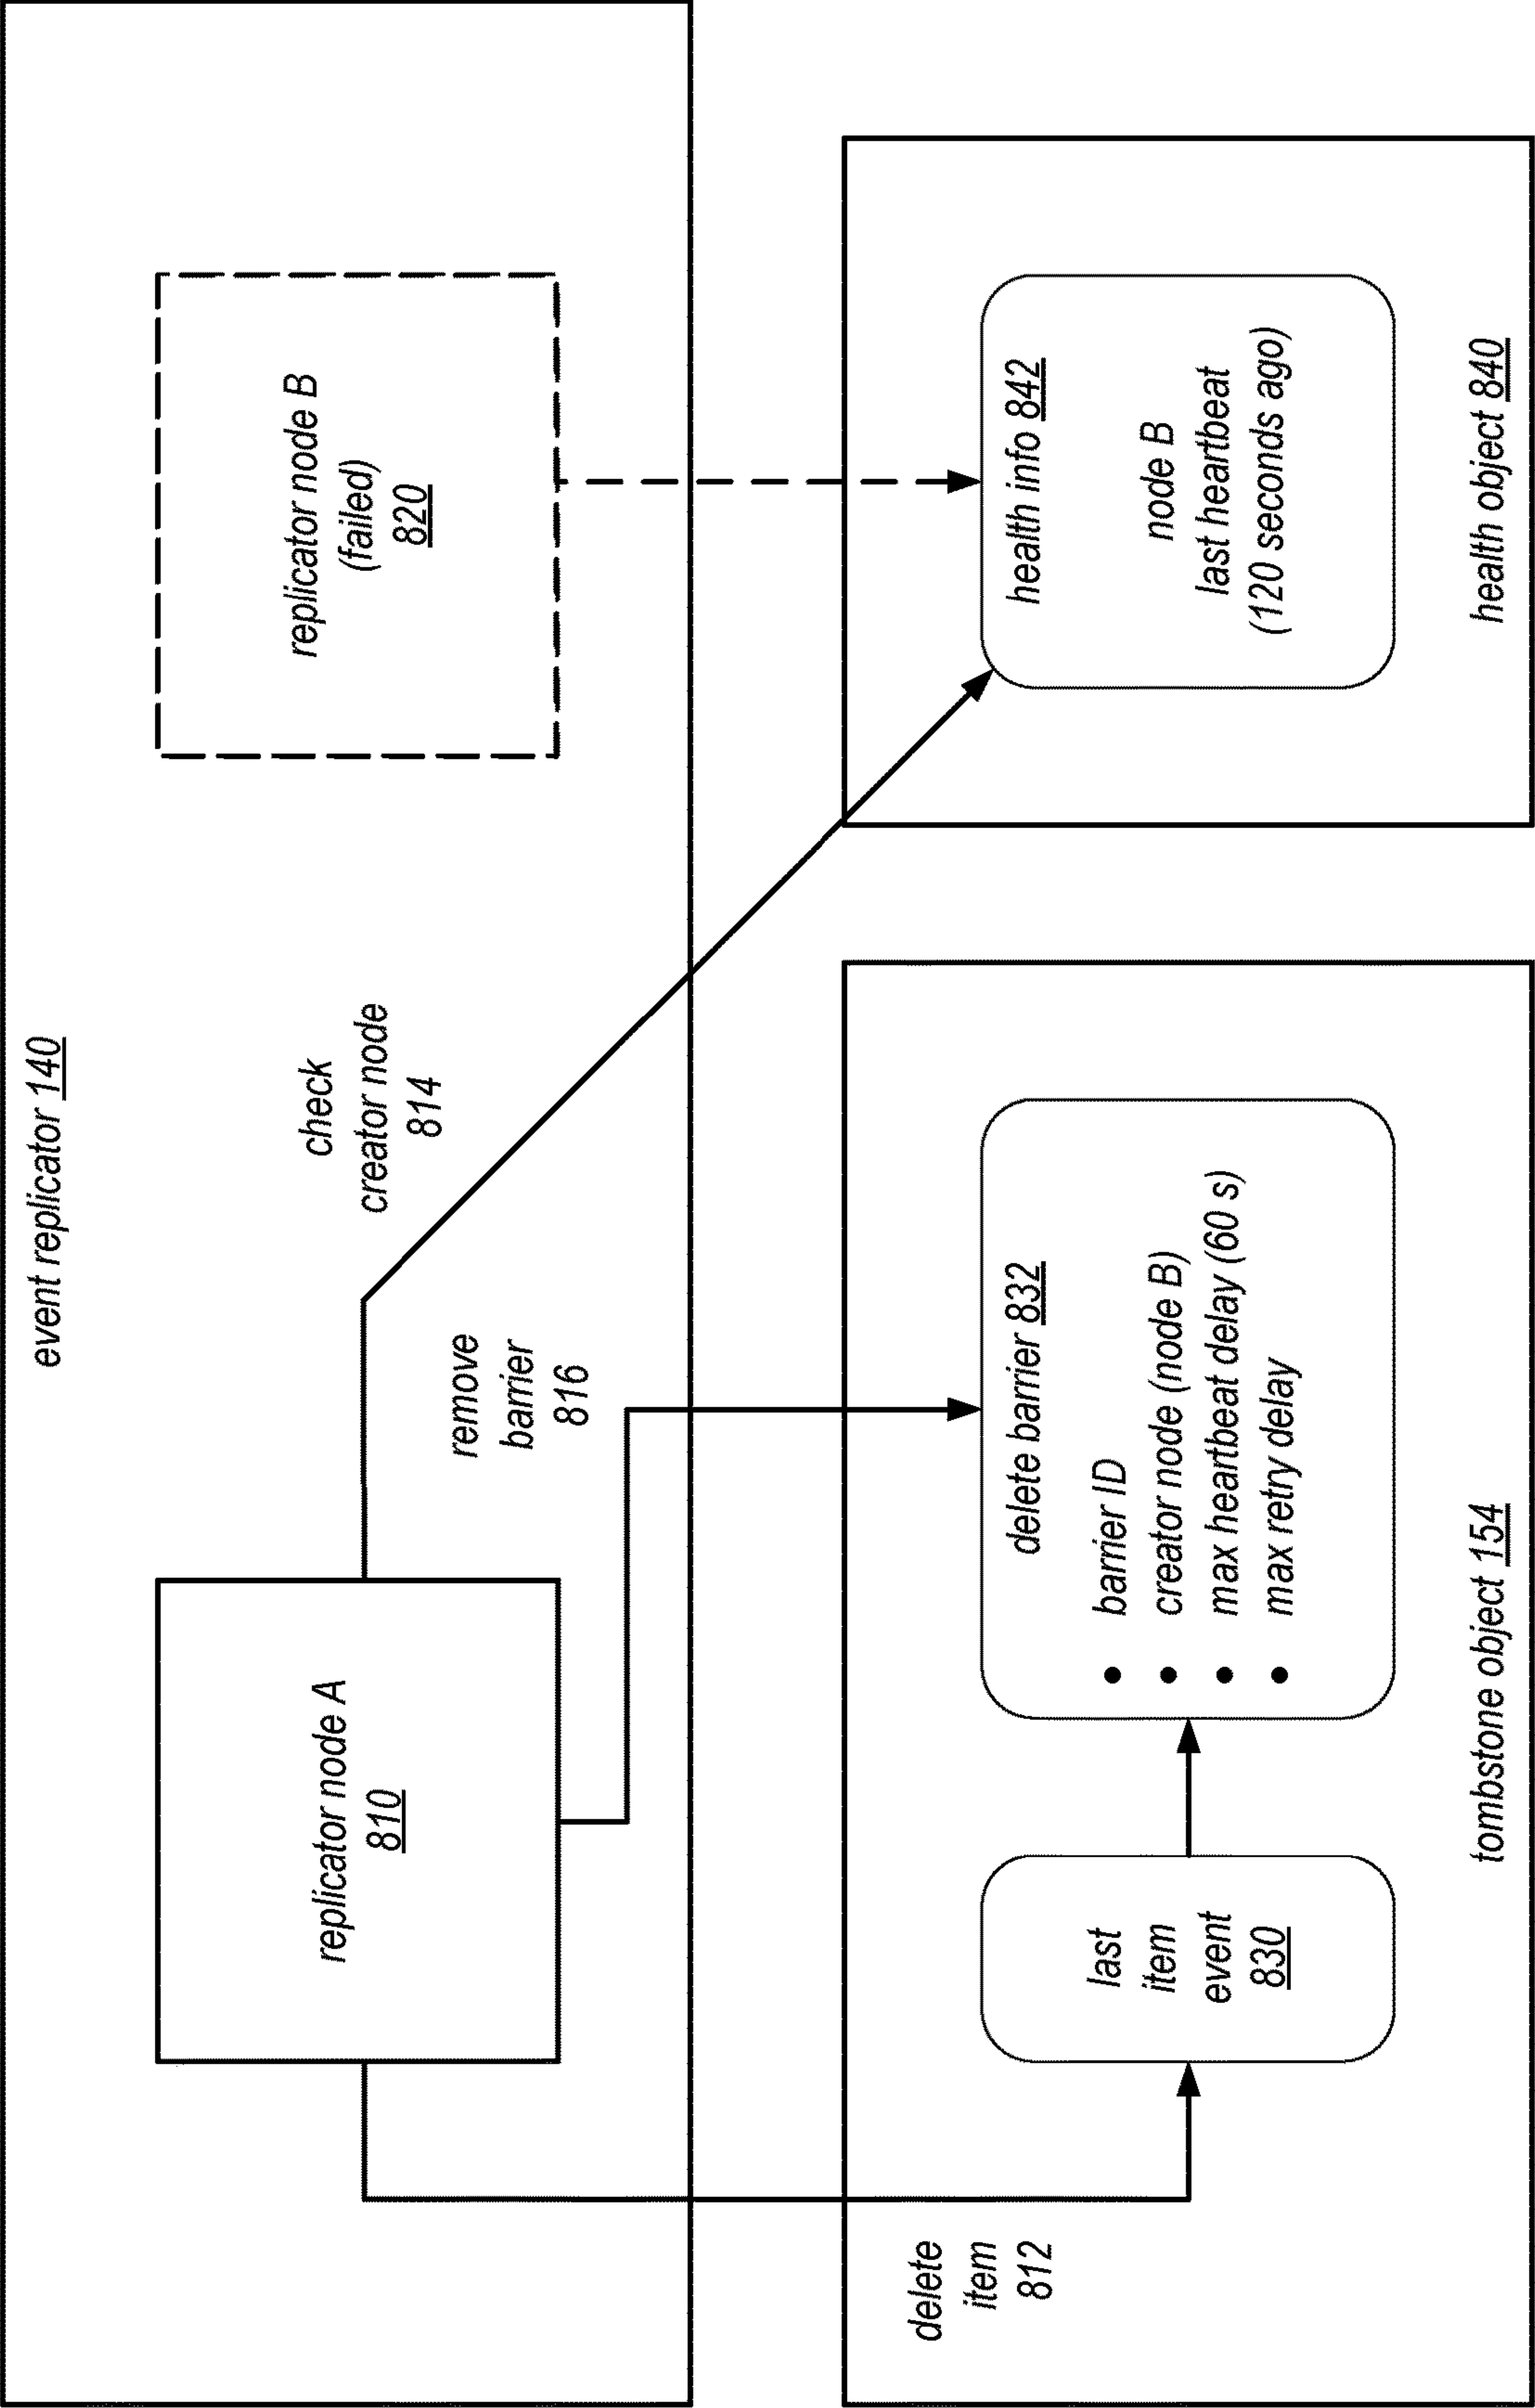 event replicator 140
replicator node A
810
check
creator node
814
remove
barrier
816
replicator node B
(failed)
820
delete
item
812
last
item
event
830
delete barrier 832
• barrier ID
• creator node (node B)
• max heartbeat delay (60 s)
• max retry delay
tombstone object 154
health info 842
node B
last heartbeat
(120 seconds ago)
health object 840